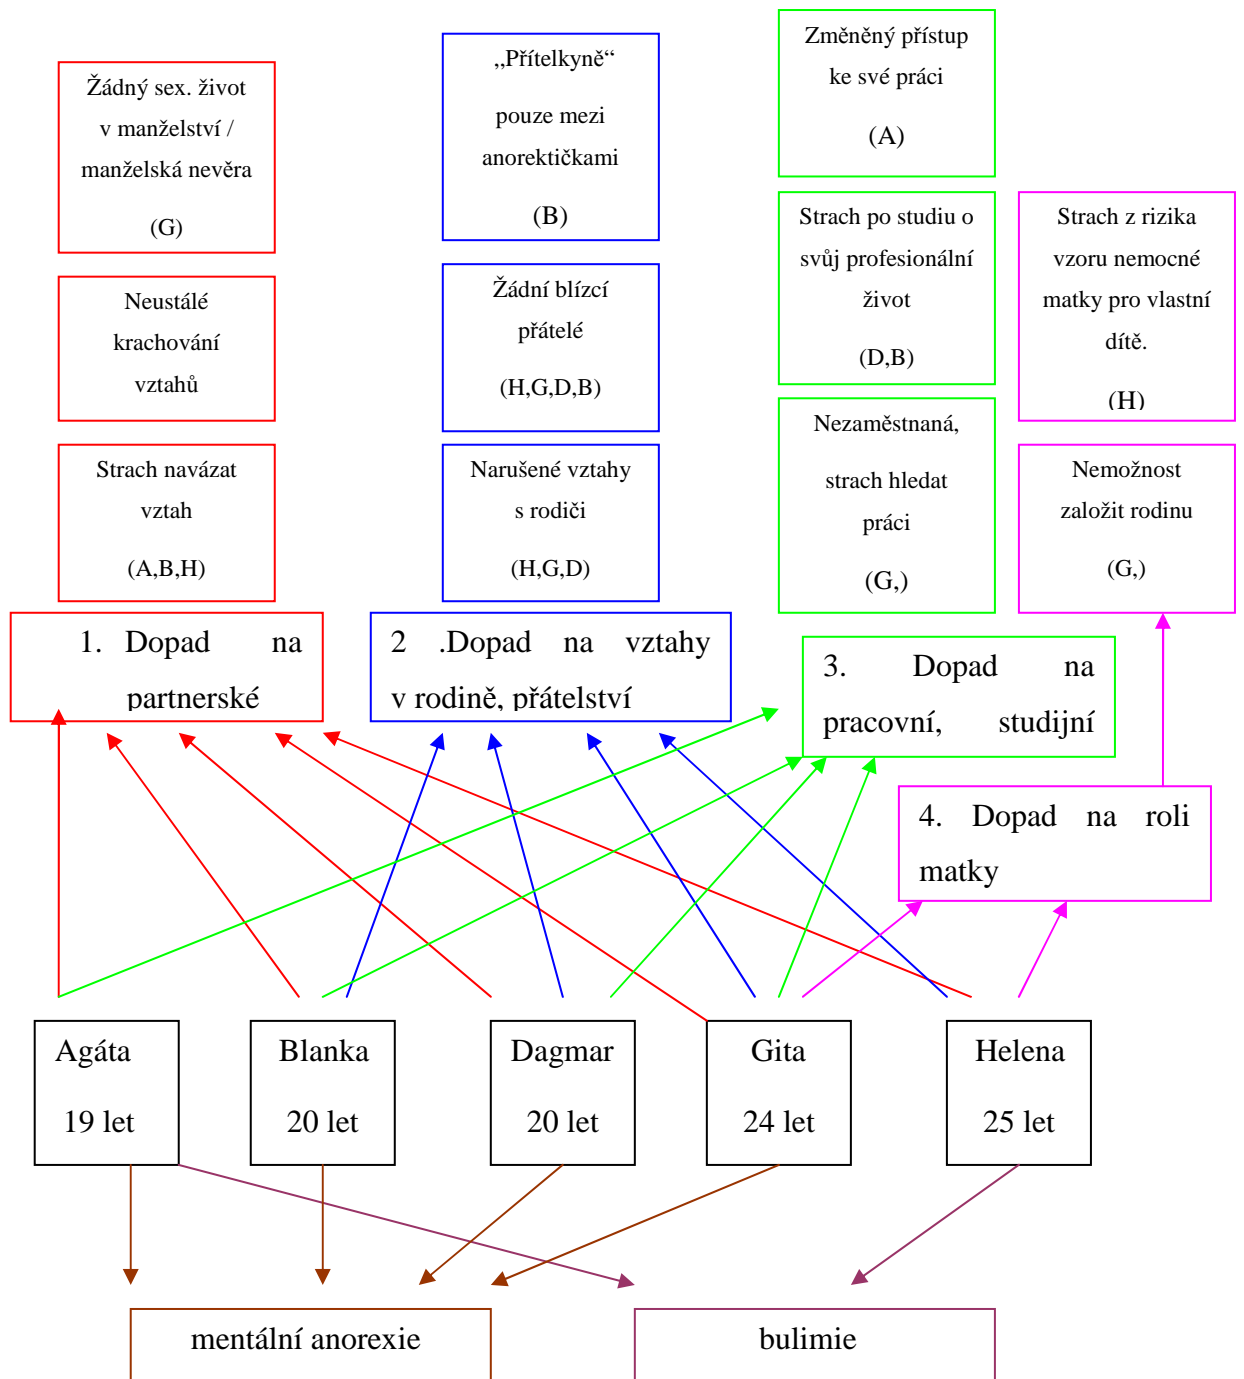 Žádný sex. život
v manželství /
manželská nevěra
(G)
Neustálé
krachování
vztahů
Strach navázat
vztah
(A,B,H)
1. Dopad na
partnerské
,,Přítelkyně“
pouze mezi
anorektičkami
(B)
Žádní blízcí
přátelé
(H,G,D,B)
Narušené vztahy
s rodiči
(H,G,D)
2 .Dopad na vztahy
v rodině, přátelství
Změněný přístup
ke své práci
(A)
Strach po studiu o
svůj profesionální
život
(D,B)
Nezaměstnaná,
strach hledat
práci
(G,)
3. Dopad na
pracovní, studijní
Strach z rizika
vzoru nemocné
matky pro vlastní
dítě.
(H)
Nemožnost
založit rodinu
(G,)
4. Dopad na roli
matky
Agáta
19 let
Blanka
20 let
Dagmar
20 let
Gita
24 let
Helena
25 let
mentální anorexie
bulimie